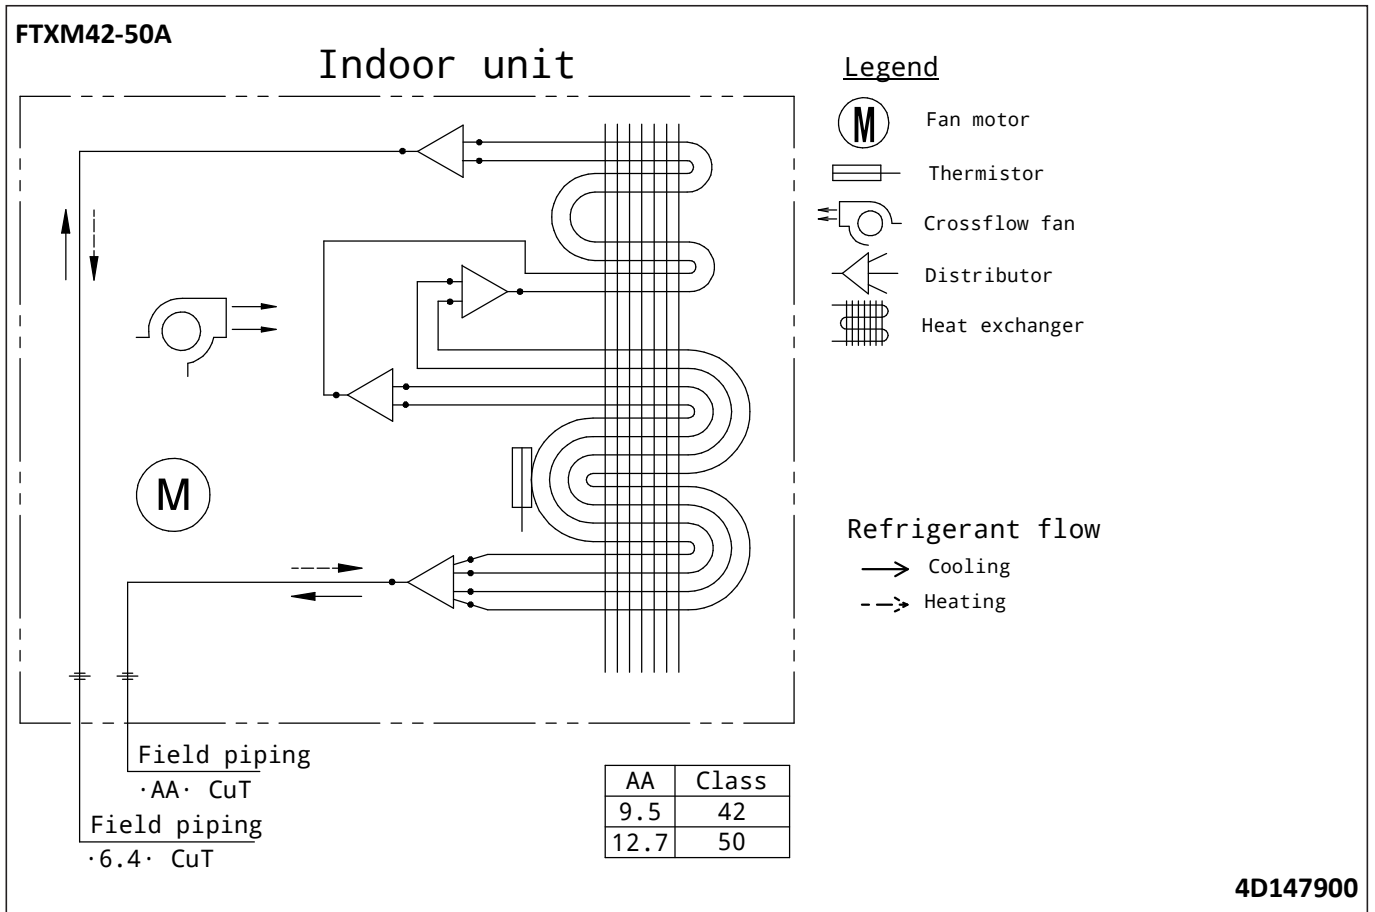 FTXM42-50A
Indoor unit
Legend
M
Fan motor
Thermistor
Crossflow fan
Distributor
Heat exchanger
M
Refrigerant flow
Cooling
Heating
Field piping
·AA· CuT
Field piping
·6.4· CuT
AA Class
9.5 42
12.7 50
4D147900